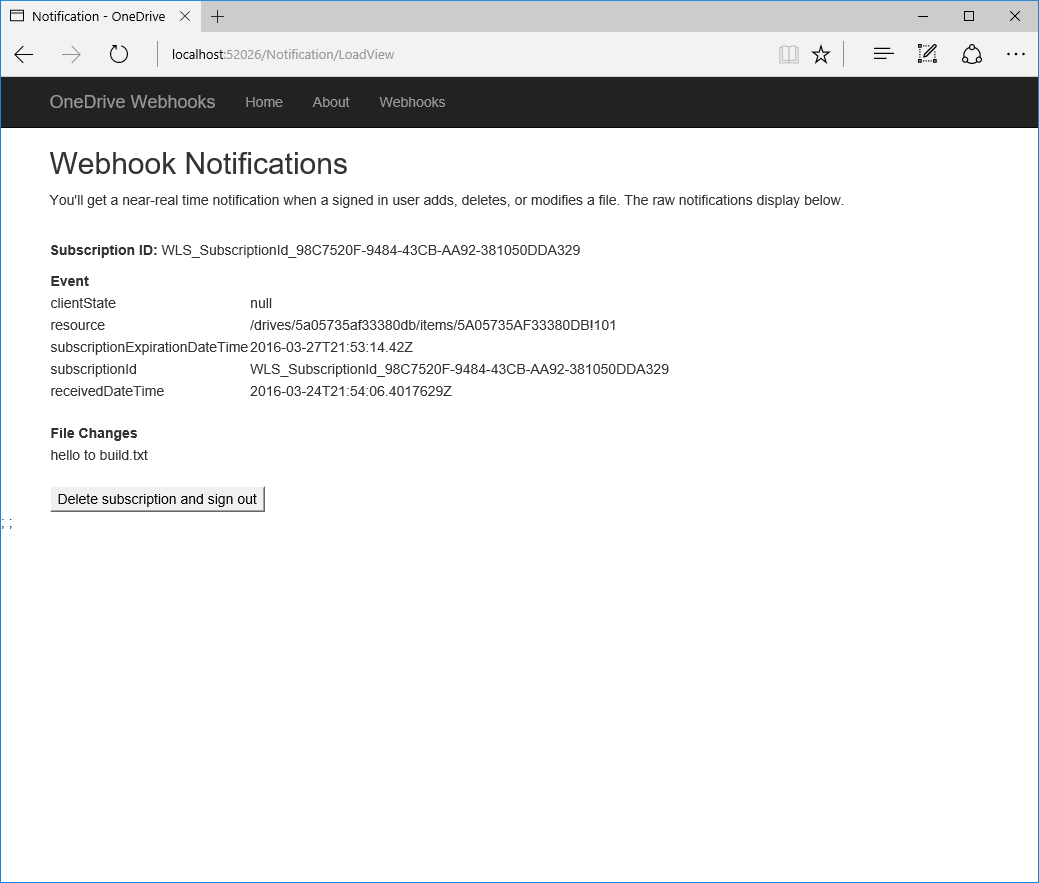 Notification - OneDrive
localhost:52026/Notification/LoadView
OneDrive Webhooks Home About Webhooks
Webhook Notifications
You'll get a near-real time notification when a signed in user adds, deletes, or modifies a file. The raw notifications display below.
Subscription ID: WLS_SubscriptionId_98C7520F-9484-43CB-AA92-381050DDA329
Event
clientState null
resource /drives/5a05735af33380db/items/5A05735AF33380DB!101
subscriptionExpirationDateTime 2016-03-27T21:53:14.42Z
subscriptionId WLS_SubscriptionId_98C7520F-9484-43CB-AA92-381050DDA329
receivedDateTime 2016-03-24T21:54:06.4017629Z
File Changes
hello to build.txt
Delete subscription and sign out
; ;